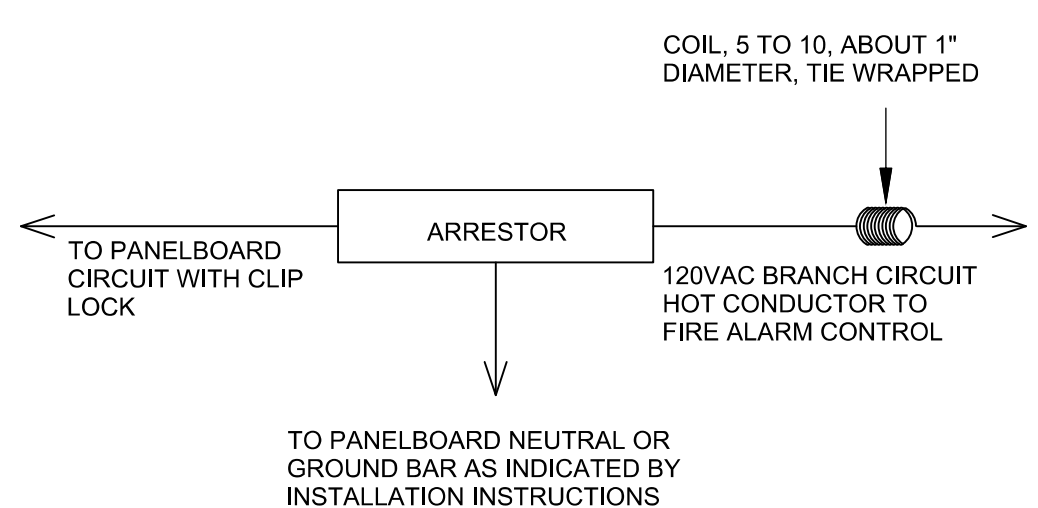 COIL, 5 TO 10, ABOUT 1"
DIAMETER, TIE WRAPPED
ARRESTOR
TO PANELBOARD
CIRCUIT WITH CLIP
LOCK
120VAC BRANCH CIRCUIT
HOT CONDUCTOR TO
FIRE ALARM CONTROL
TO PANELBOARD NEUTRAL OR
GROUND BAR AS INDICATED BY
INSTALLATION INSTRUCTIONS